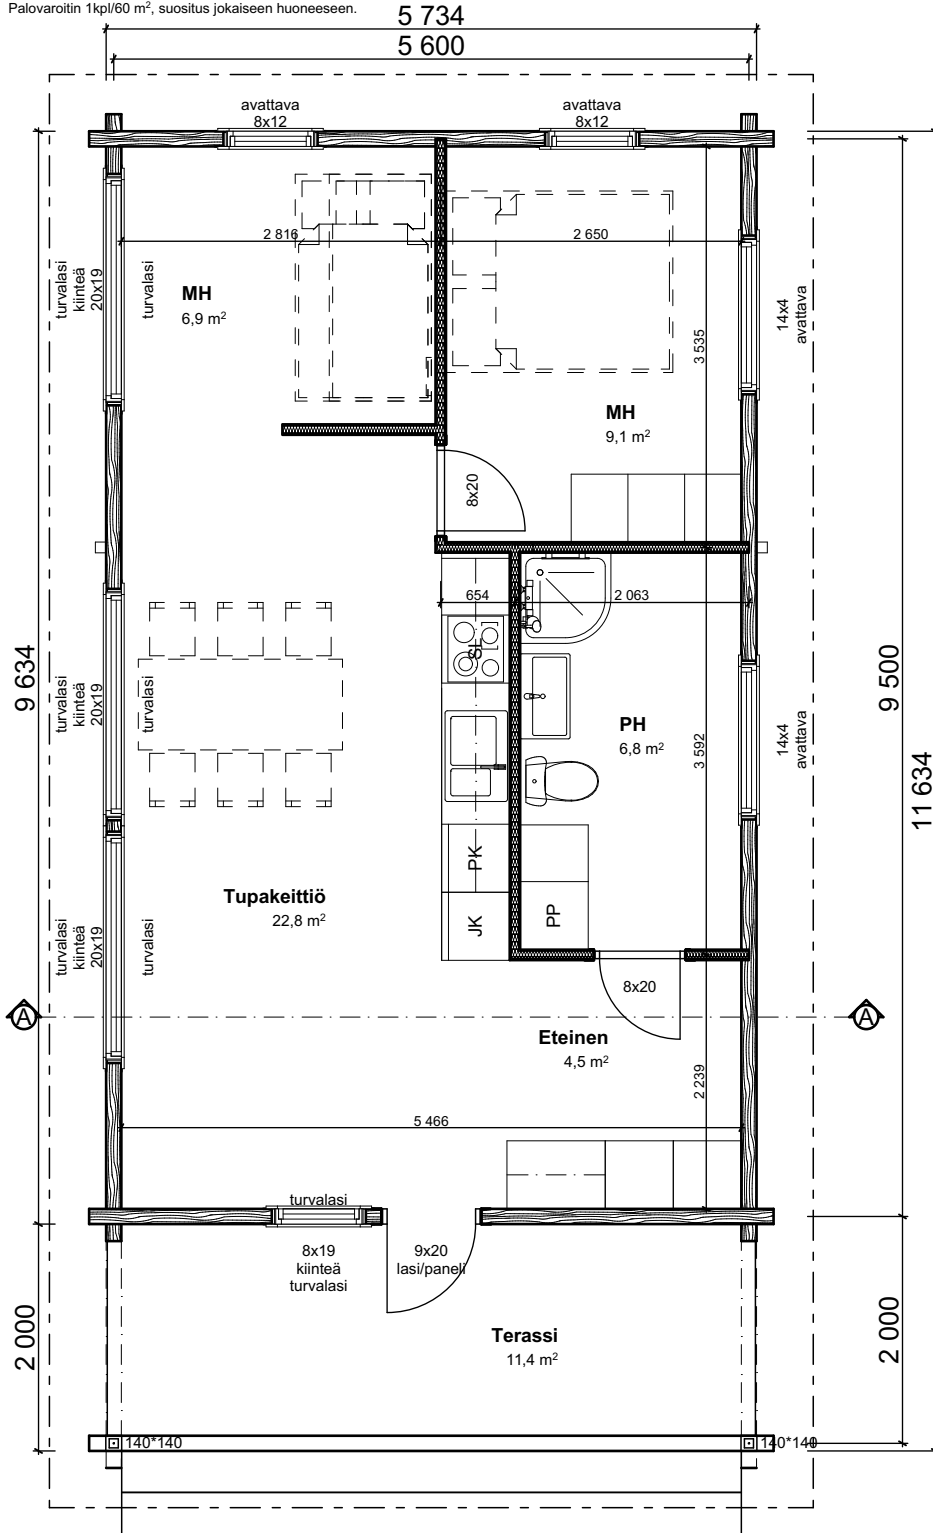 Palovaroitin 1kpl/60 m², suositus jokaiseen huoneeseen.
5 734
5 600
avattava
8x12
avattava
8x12
2 816
2 650
turvalasi
kiinteä
20x19
turvalasi
MH
6,9 m²
14x4
avattava
3 535
MH
9,1 m²
8x20
654
2 063
9 634
turvalasi
kiinteä
20x19
turvalasi
PH
6,8 m²
3 592
14x4
avattava
9 500
11 634
PK
Tupakeittiö
22,8 m²
JK
PP
turvalasi
kiinteä
20x19
turvalasi
8x20
A
A
Eteinen
4,5 m²
2 239
5 466
turvalasi
8x19
kiinteä
turvalasi
9x20
lasi/paneli
2 000
2 000
Terassi
11,4 m²
140*140
140*140